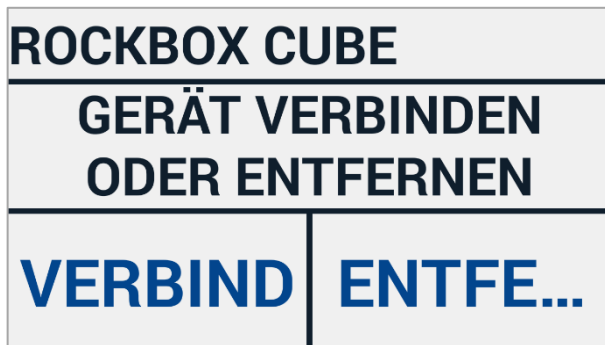 ROCKBOX CUBE
GERÄT VERBINDEN
ODER ENTFERNEN
VERBIND
ENTFE...